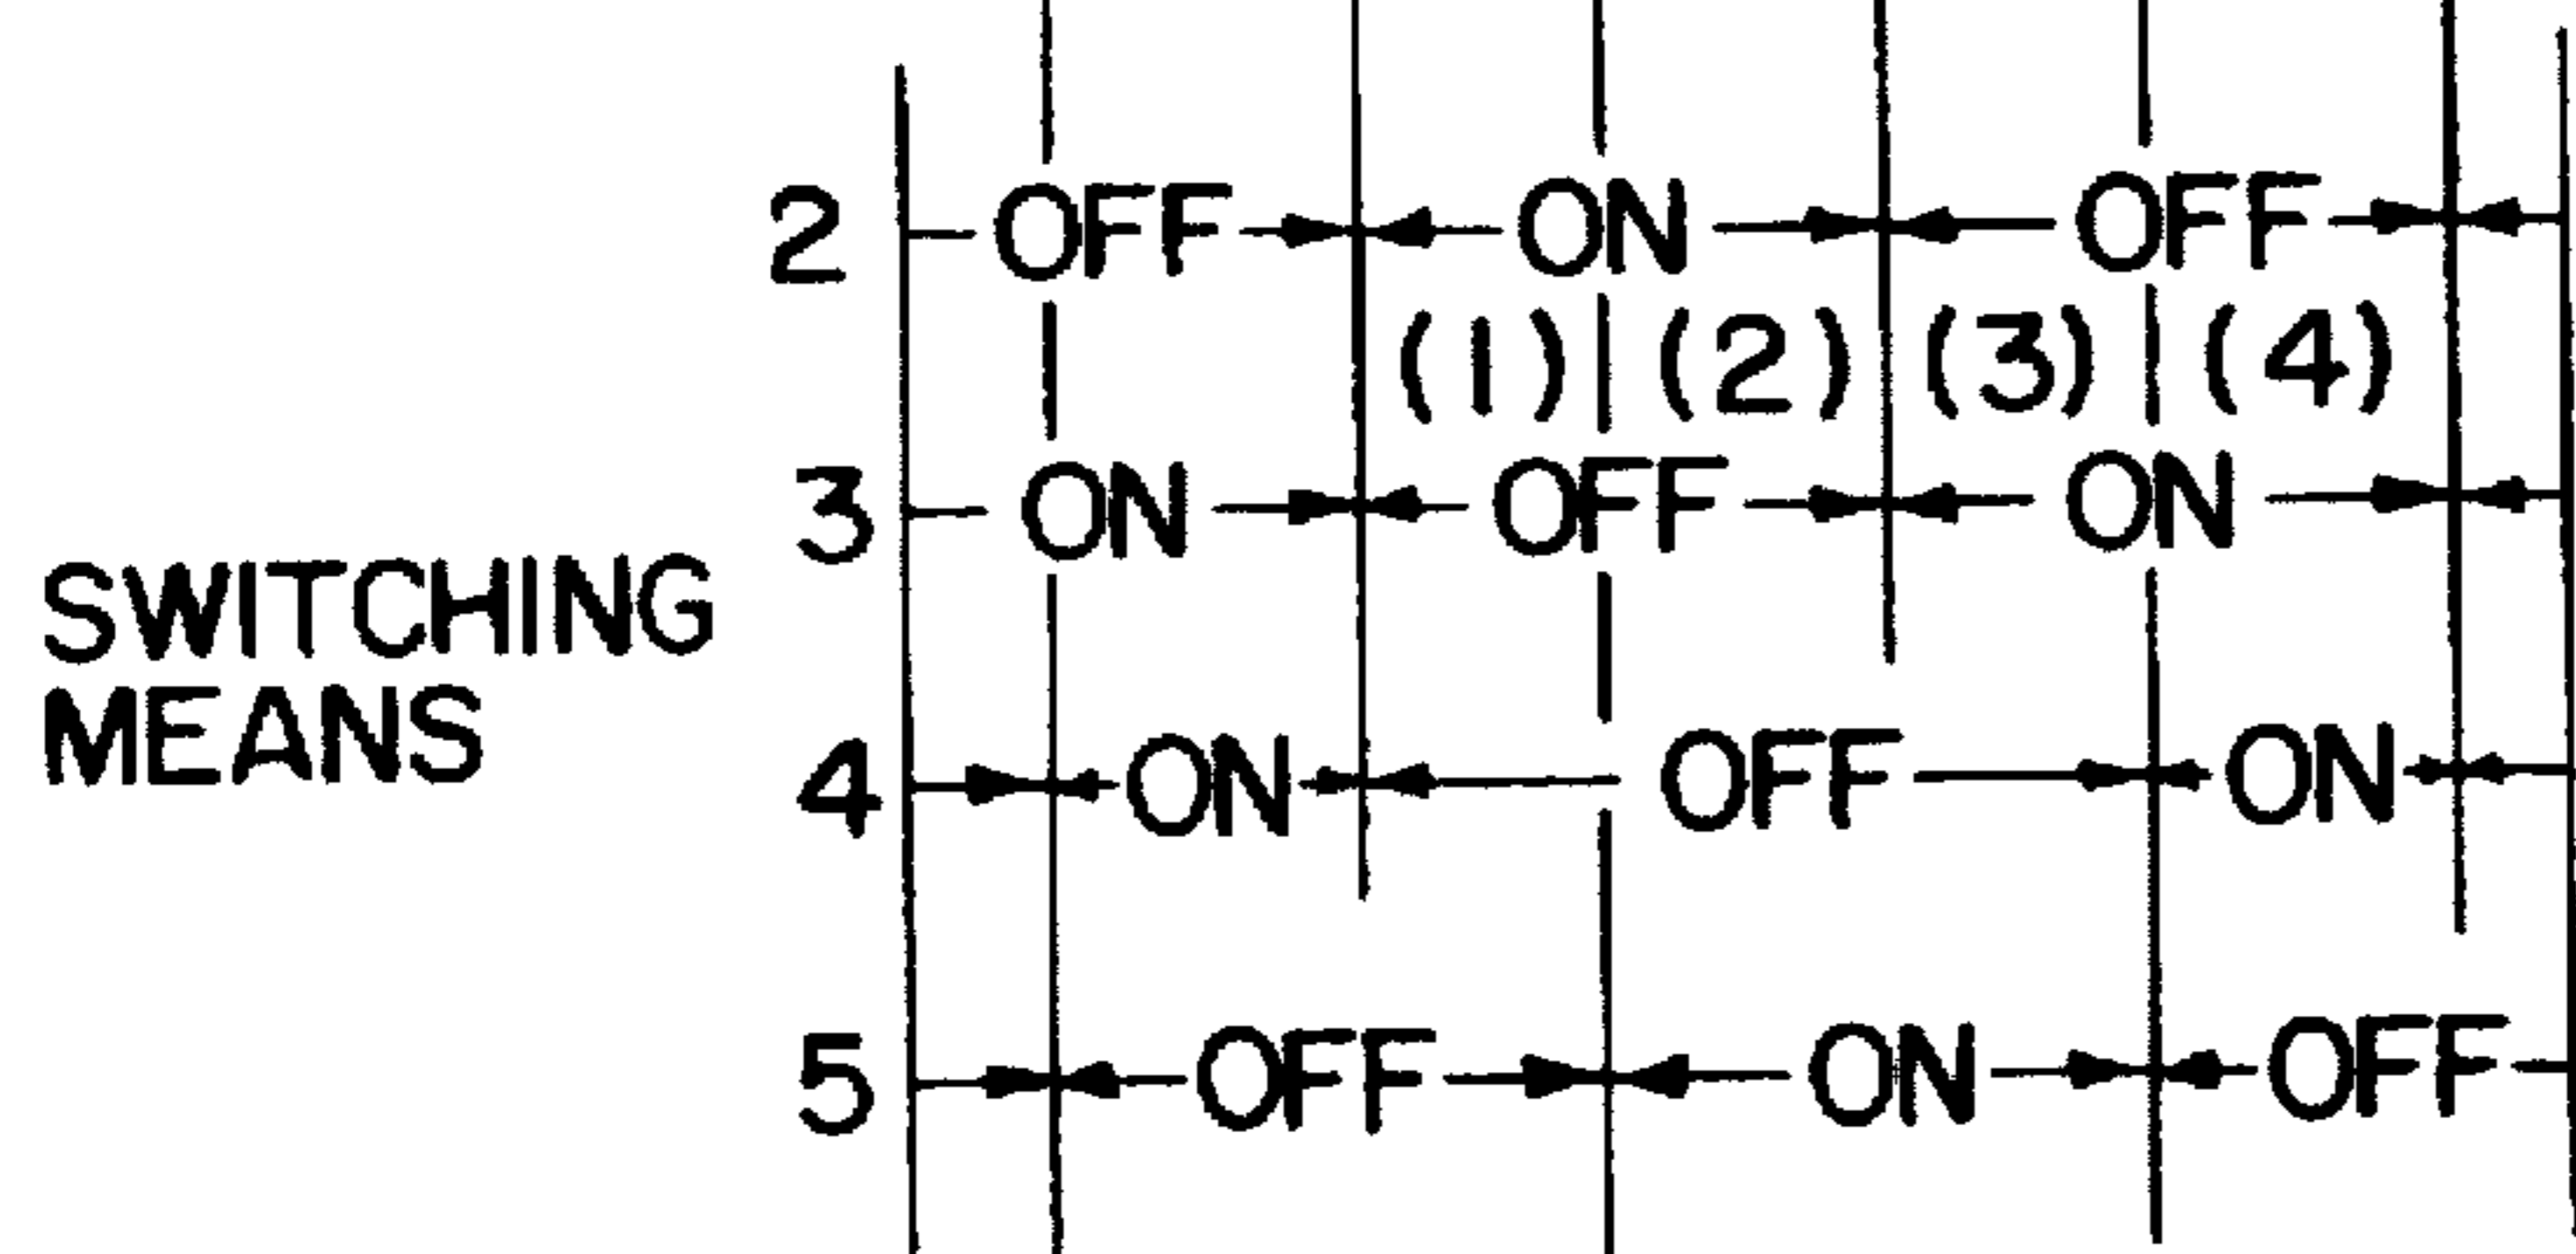 2 OFF ON OFF
(1) (2) (3) (4)
3 ON OFF ON
SWITCHING
MEANS
4 ON OFF ON
5 OFF ON OFF